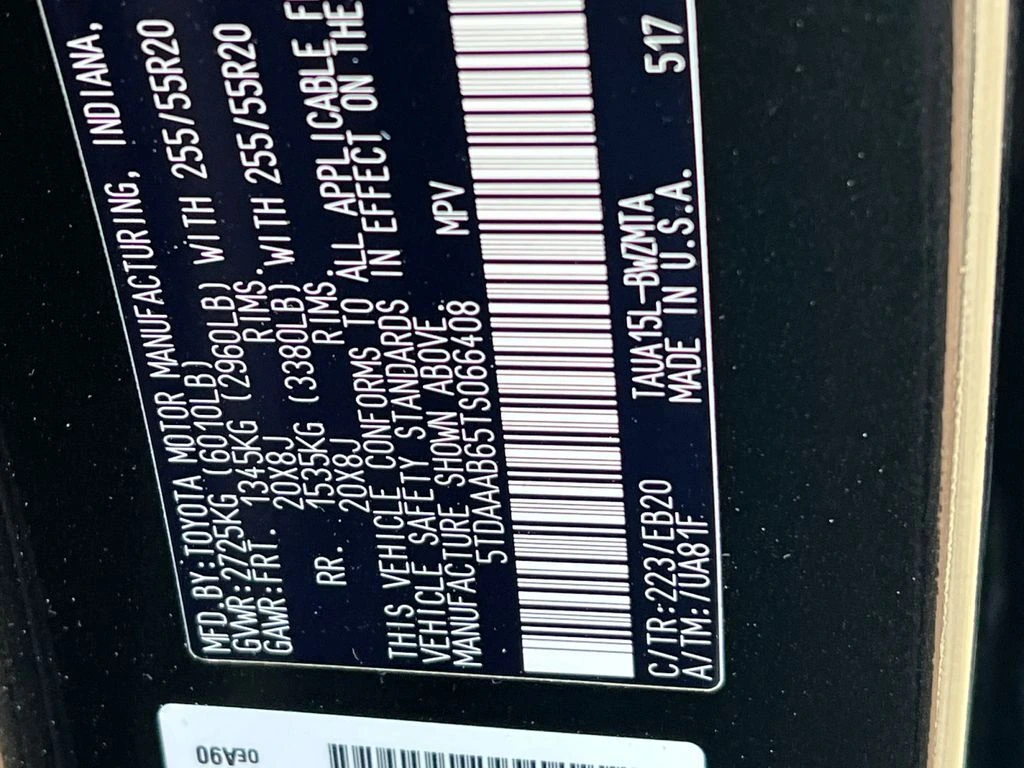 MFD.BY:TOYOTA MOTOR MANUFACTURING, INDIANA,
GVWR:2725KG (6010LB)
GAWR:FRT. 1345KG (2960LB) WITH 255/55R20
20X8J RIMS.
RR. 1535KG (3380LB) WITH 255/55R20
20X8J RIMS.
THIS VEHICLE CONFORMS TO ALL APPLICABLE
VEHICLE SAFETY STANDARDS IN EFFECT ON THE
MANUFACTURE SHOWN ABOVE.
5TDAAAB65TS066408 MPV
C/TR:223/EB20 TAUA15L-BWZMTA 517
A/TM:/UA81F MADE IN U.S.A.
0EA90